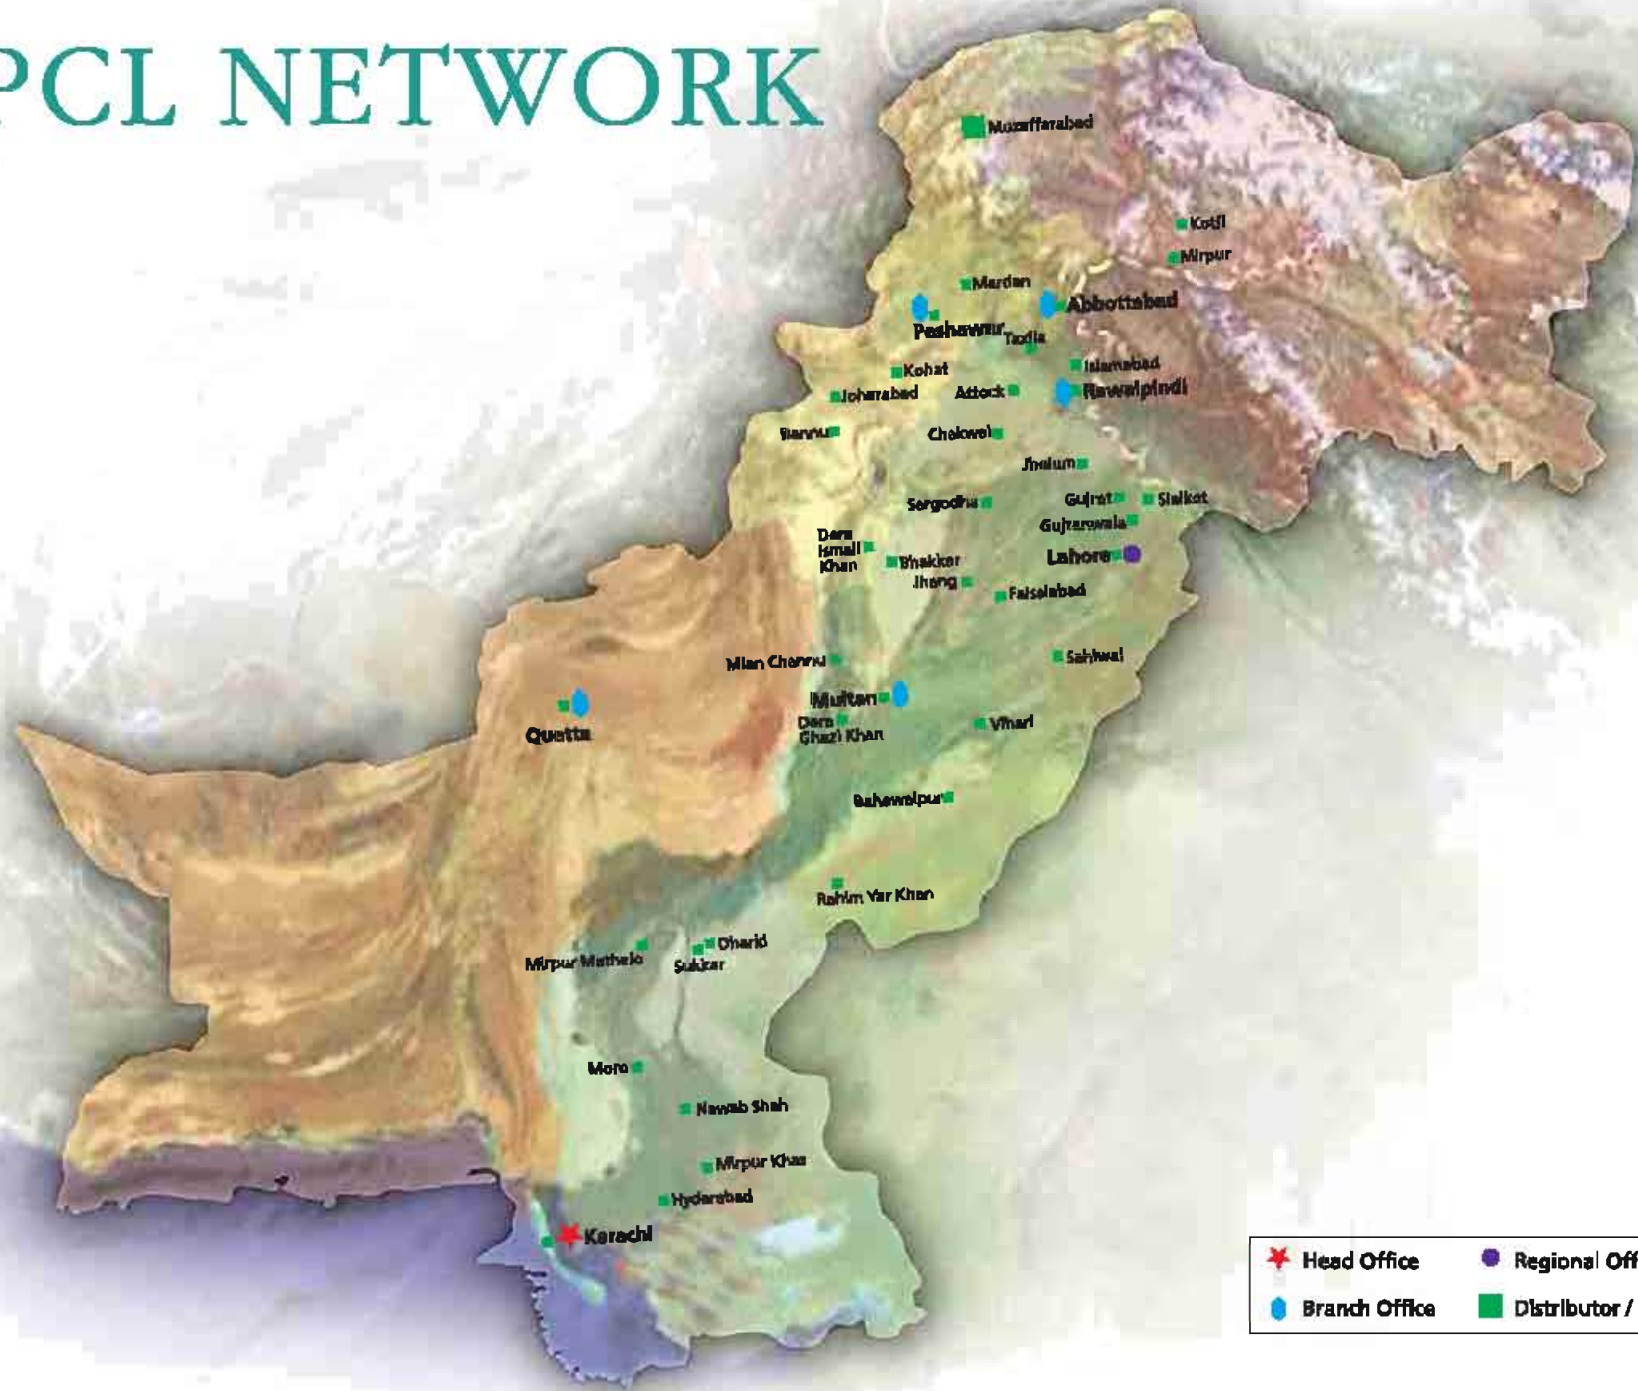 PCL NETWORK
Muzaffarabad
Kotli
Mirpur
Mardan
Abbottabad
Peshawar
Taxila
Islamabad
Kohat
Rawalpindi
Joharabad
Attock
Bannu
Chakwal
Jhelum
Sargodha
Gujrat
Sialkot
Gujranwala
Dera
Ismail
Khan
Lahore
Bhakkar
Jhang
Faisalabad
Mian Channu
Sahiwal
Multan
Dera
Ghazi Khan
Vihari
Quetta
Bahawalpur
Rahim Yar Khan
Dharki
Mirpur Mathelo
Sukkar
Moro
Nawab Shah
Mirpur Khas
Hyderabad
Karachi
Head Office
Regional Off
Branch Office
Distributor /